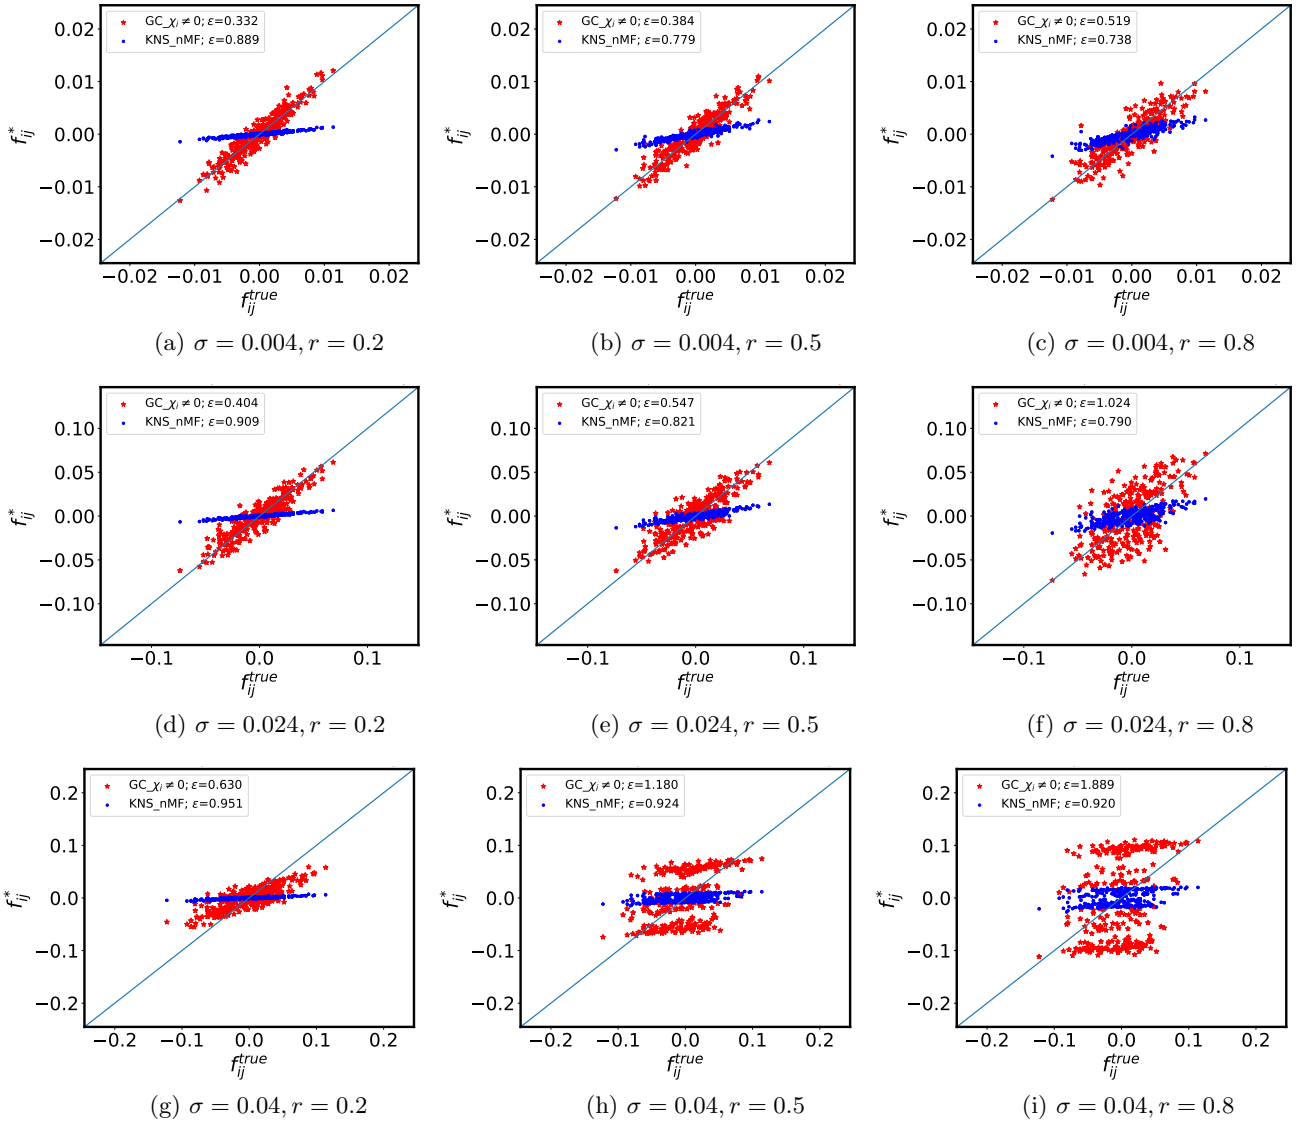 GC_χᵢ ≠ 0; ε=0.332
KNS_nMF; ε=0.889
0.02
0.01
0.00
−0.01
−0.02
f*ij
−0.02 −0.01 0.00 0.01 0.02
f^true_ij
(a) σ = 0.004, r = 0.2
GC_χᵢ ≠ 0; ε=0.384
KNS_nMF; ε=0.779
0.02
0.01
0.00
−0.01
−0.02
f*ij
−0.02 −0.01 0.00 0.01 0.02
f^true_ij
(b) σ = 0.004, r = 0.5
GC_χᵢ ≠ 0; ε=0.519
KNS_nMF; ε=0.738
0.02
0.01
0.00
−0.01
−0.02
f*ij
−0.02 −0.01 0.00 0.01 0.02
f^true_ij
(c) σ = 0.004, r = 0.8
GC_χᵢ ≠ 0; ε=0.404
KNS_nMF; ε=0.909
0.10
0.05
0.00
−0.05
−0.10
f*ij
−0.1 0.0 0.1
f^true_ij
(d) σ = 0.024, r = 0.2
GC_χᵢ ≠ 0; ε=0.547
KNS_nMF; ε=0.821
0.10
0.05
0.00
−0.05
−0.10
f*ij
−0.1 0.0 0.1
f^true_ij
(e) σ = 0.024, r = 0.5
GC_χᵢ ≠ 0; ε=1.024
KNS_nMF; ε=0.790
0.10
0.05
0.00
−0.05
−0.10
f*ij
−0.1 0.0 0.1
f^true_ij
(f) σ = 0.024, r = 0.8
GC_χᵢ ≠ 0; ε=0.630
KNS_nMF; ε=0.951
0.2
0.1
0.0
−0.1
−0.2
f*ij
−0.2 −0.1 0.0 0.1 0.2
f^true_ij
(g) σ = 0.04, r = 0.2
GC_χᵢ ≠ 0; ε=1.180
KNS_nMF; ε=0.924
0.2
0.1
0.0
−0.1
−0.2
f*ij
−0.2 −0.1 0.0 0.1 0.2
f^true_ij
(h) σ = 0.04, r = 0.5
GC_χᵢ ≠ 0; ε=1.889
KNS_nMF; ε=0.920
0.2
0.1
0.0
−0.1
−0.2
f*ij
−0.2 −0.1 0.0 0.1 0.2
f^true_ij
(i) σ = 0.04, r = 0.8